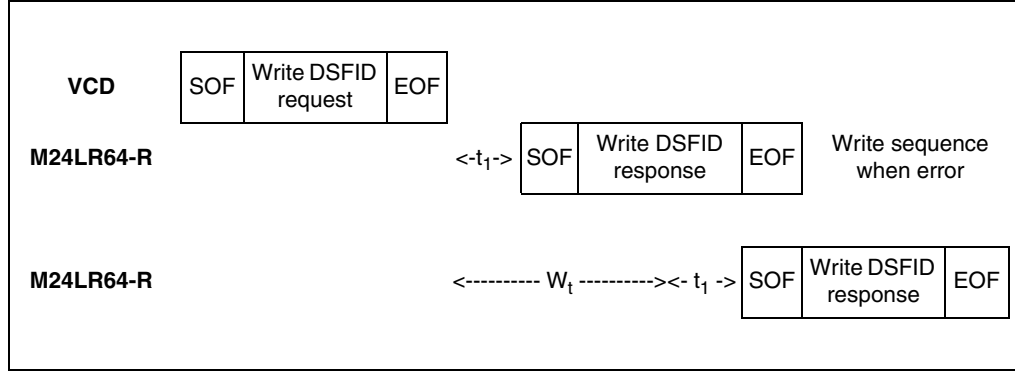 VCD
SOF
Write DSFID
request
EOF
M24LR64-R
<-t₁->
SOF
Write DSFID
response
EOF
Write sequence
when error
M24LR64-R
<---------- Wₜ ----------><- t₁ ->
SOF
Write DSFID
response
EOF